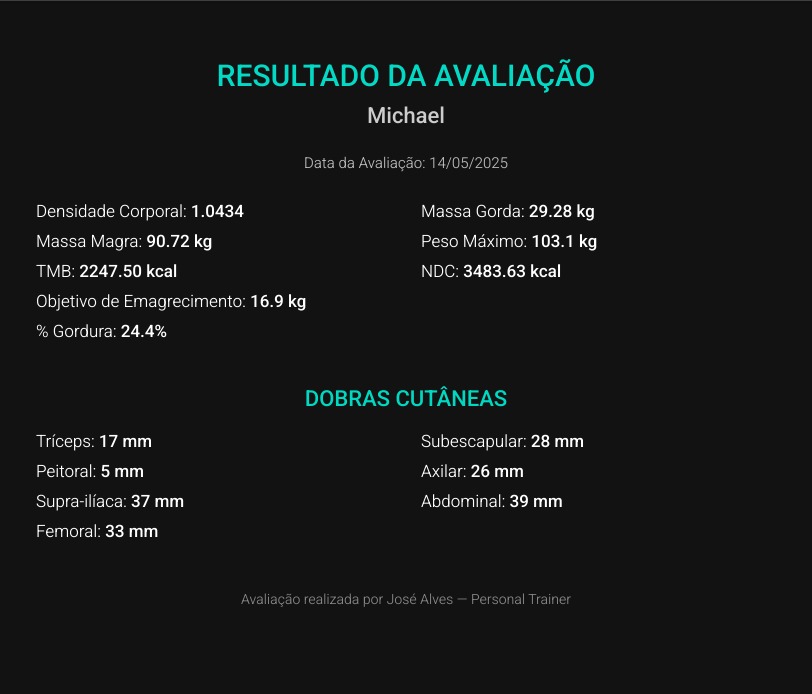 RESULTADO DA AVALIAÇÃO
Michael
Data da Avaliação: 14/05/2025
Densidade Corporal: 1.0434
Massa Gorda: 29.28 kg
Massa Magra: 90.72 kg
Peso Máximo: 103.1 kg
TMB: 2247.50 kcal
NDC: 3483.63 kcal
Objetivo de Emagrecimento: 16.9 kg
% Gordura: 24.4%
DOBRAS CUTÂNEAS
Tríceps: 17 mm
Subescapular: 28 mm
Peitoral: 5 mm
Axilar: 26 mm
Supra-ilíaca: 37 mm
Abdominal: 39 mm
Femoral: 33 mm
Avaliação realizada por José Alves — Personal Trainer